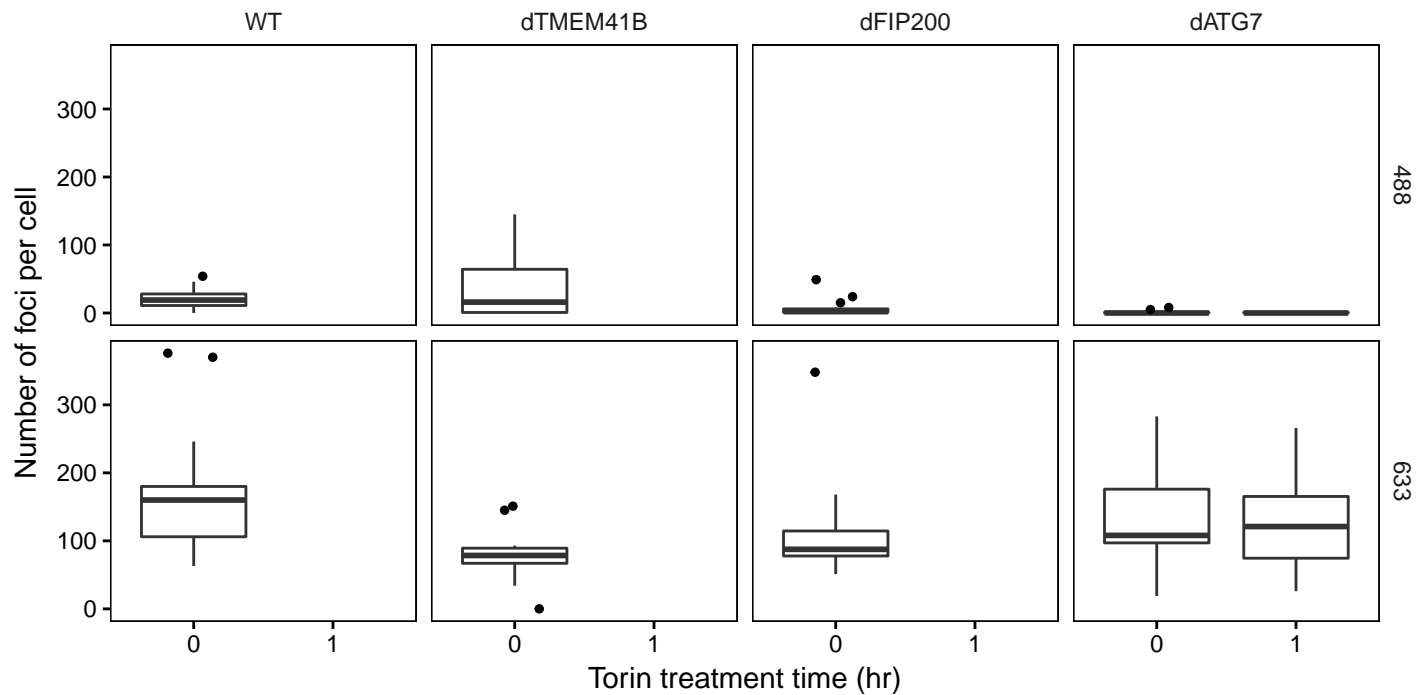 WT dTMEM41B dFIP200 dATG7
Number of foci per cell
300
200
100
0
488
300
200
100
0
633
0 1 0 1 0 1 0 1
Torin treatment time (hr)